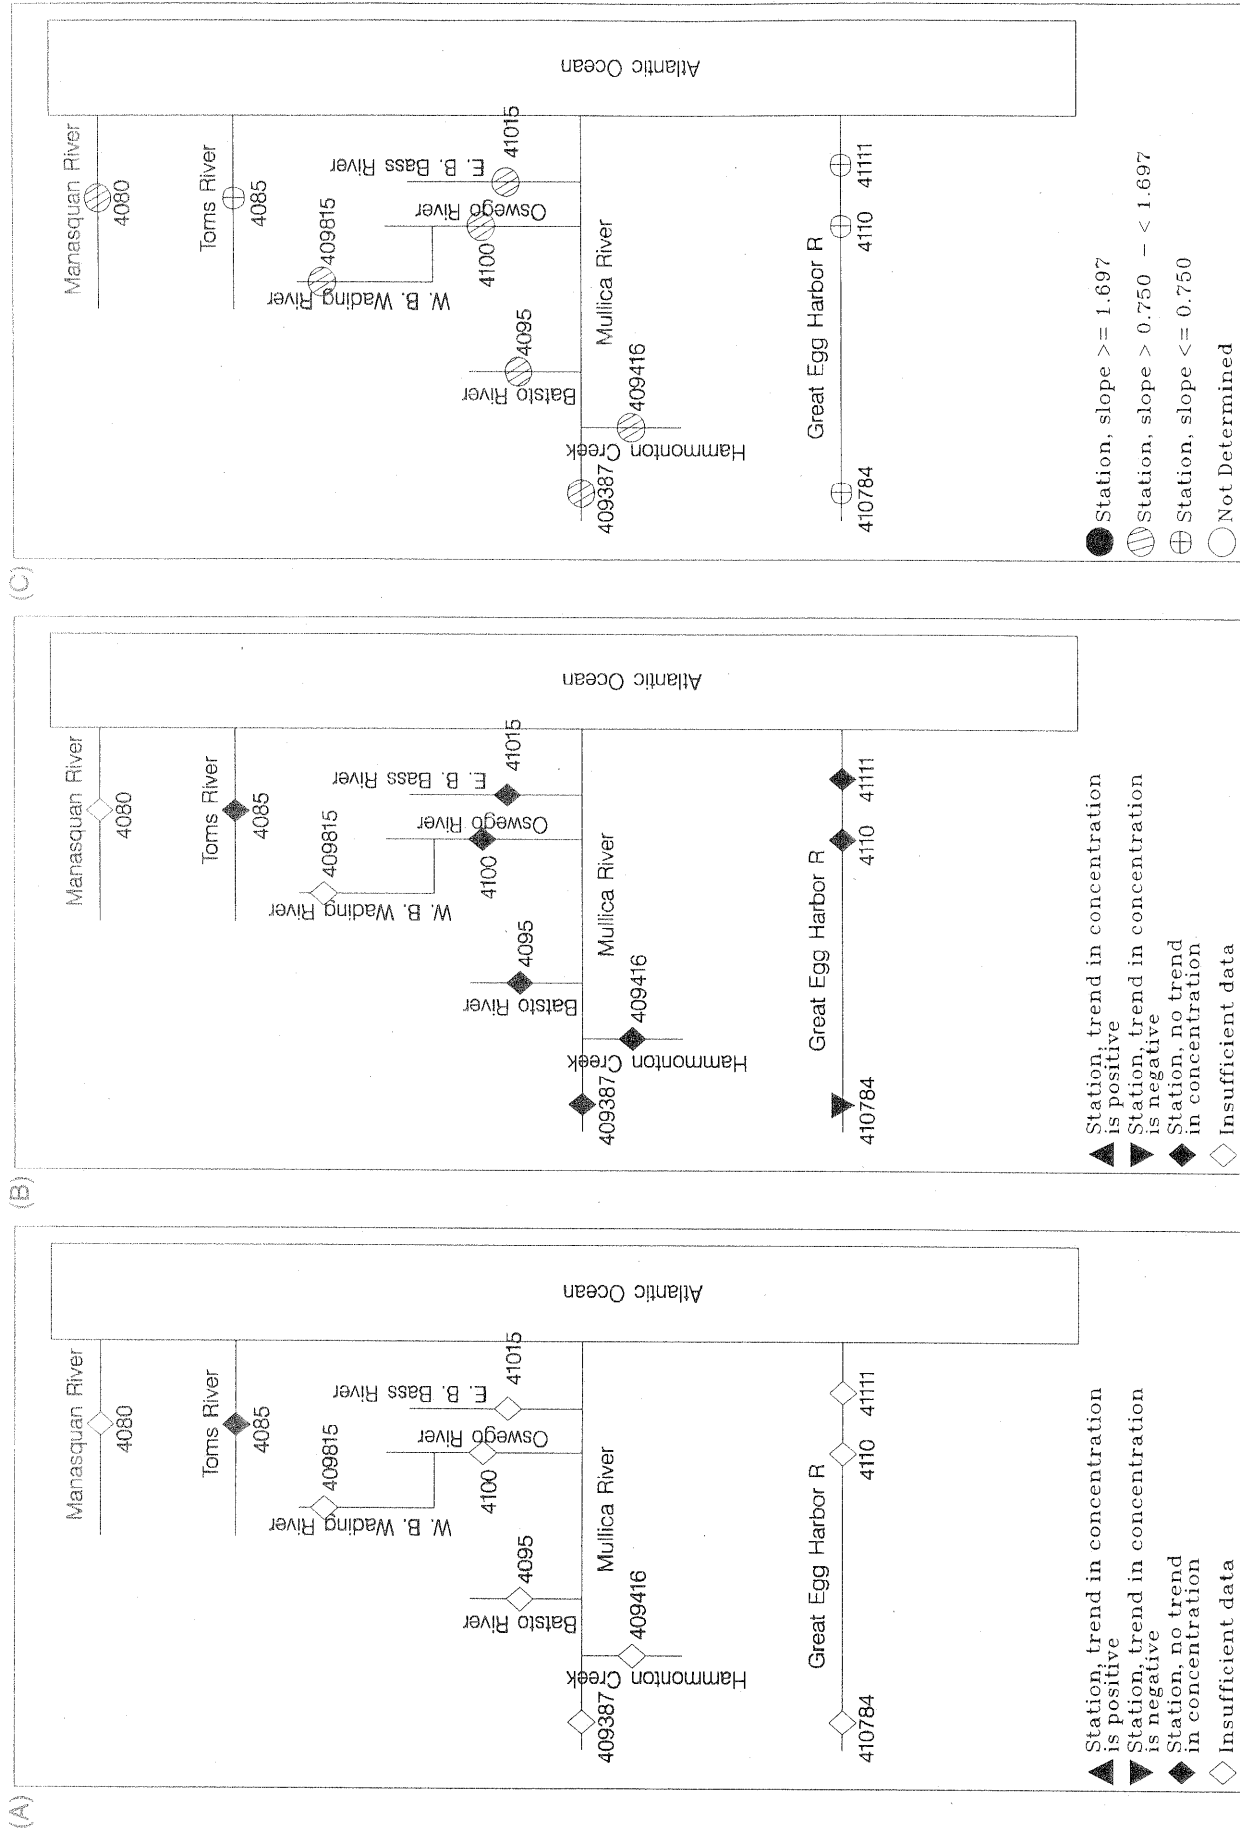 (A)
Manasquan River
4080
Toms River
4085
409815
W. B. Wading River
E. B. Bass River
41015
Oswego River
4100
4095
Batsto River
Mullica River
409416
Hammonton Creek
409387
Great Egg Harbor R
410784
4110
41111
Atlantic Ocean
Station, trend in concentration
is positive
Station, trend in concentration
is negative
Station, no trend
in concentration
Insufficient data
(B)
Manasquan River
4080
Toms River
4085
409815
W. B. Wading River
E. B. Bass River
41015
Oswego River
4100
4095
Batsto River
Mullica River
409416
Hammonton Creek
409387
Great Egg Harbor R
410784
4110
41111
Atlantic Ocean
Station, trend in concentration
is positive
Station, trend in concentration
is negative
Station, no trend
in concentration
Insufficient data
(C)
Manasquan River
4080
Toms River
4085
409815
W. B. Wading River
E. B. Bass River
41015
Oswego River
4100
4095
Batsto River
Mullica River
409416
Hammonton Creek
409387
Great Egg Harbor R
410784
4110
41111
Atlantic Ocean
Station, slope >= 1.697
Station, slope > 0.750 - < 1.697
Station, slope <= 0.750
Not Determined